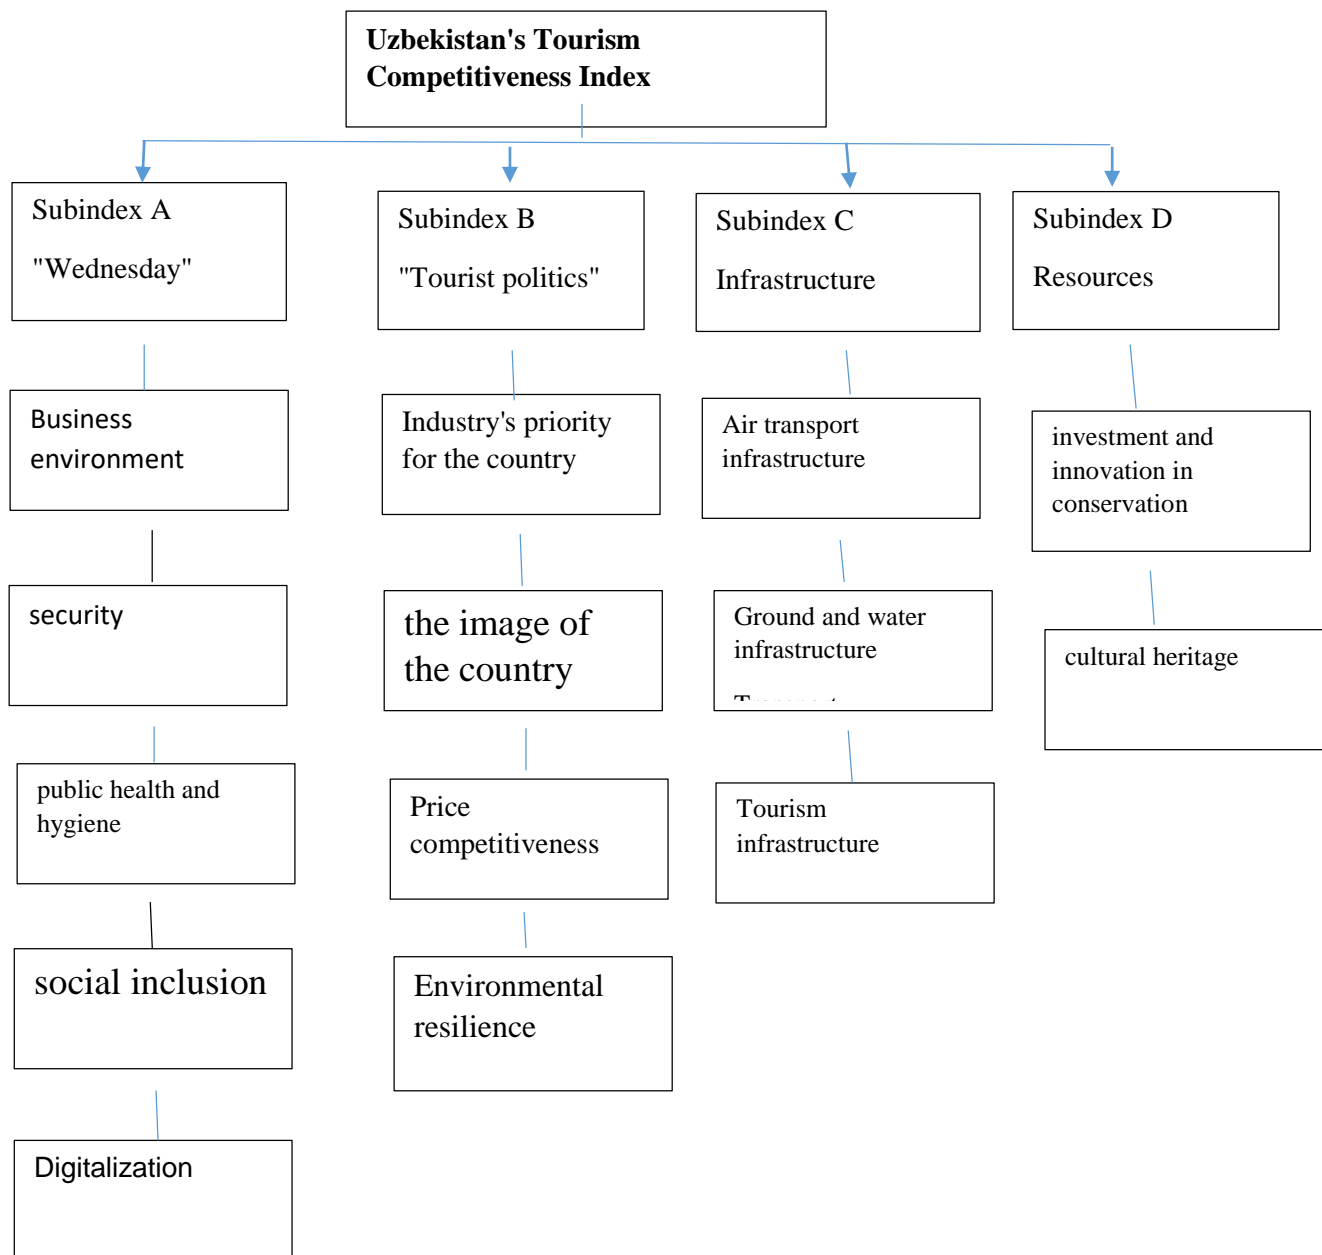 Uzbekistan's Tourism
Competitiveness Index
Subindex A
"Wednesday"
Business
environment
security
public health and
hygiene
social inclusion
Digitalization
Subindex B
"Tourist politics"
Industry's priority
for the country
the image of
the country
Price
competitiveness
Environmental
resilience
Subindex C
Infrastructure
Air transport
infrastructure
Ground and water
infrastructure
Tourism
infrastructure
Subindex D
Resources
investment and
innovation in
conservation
cultural heritage